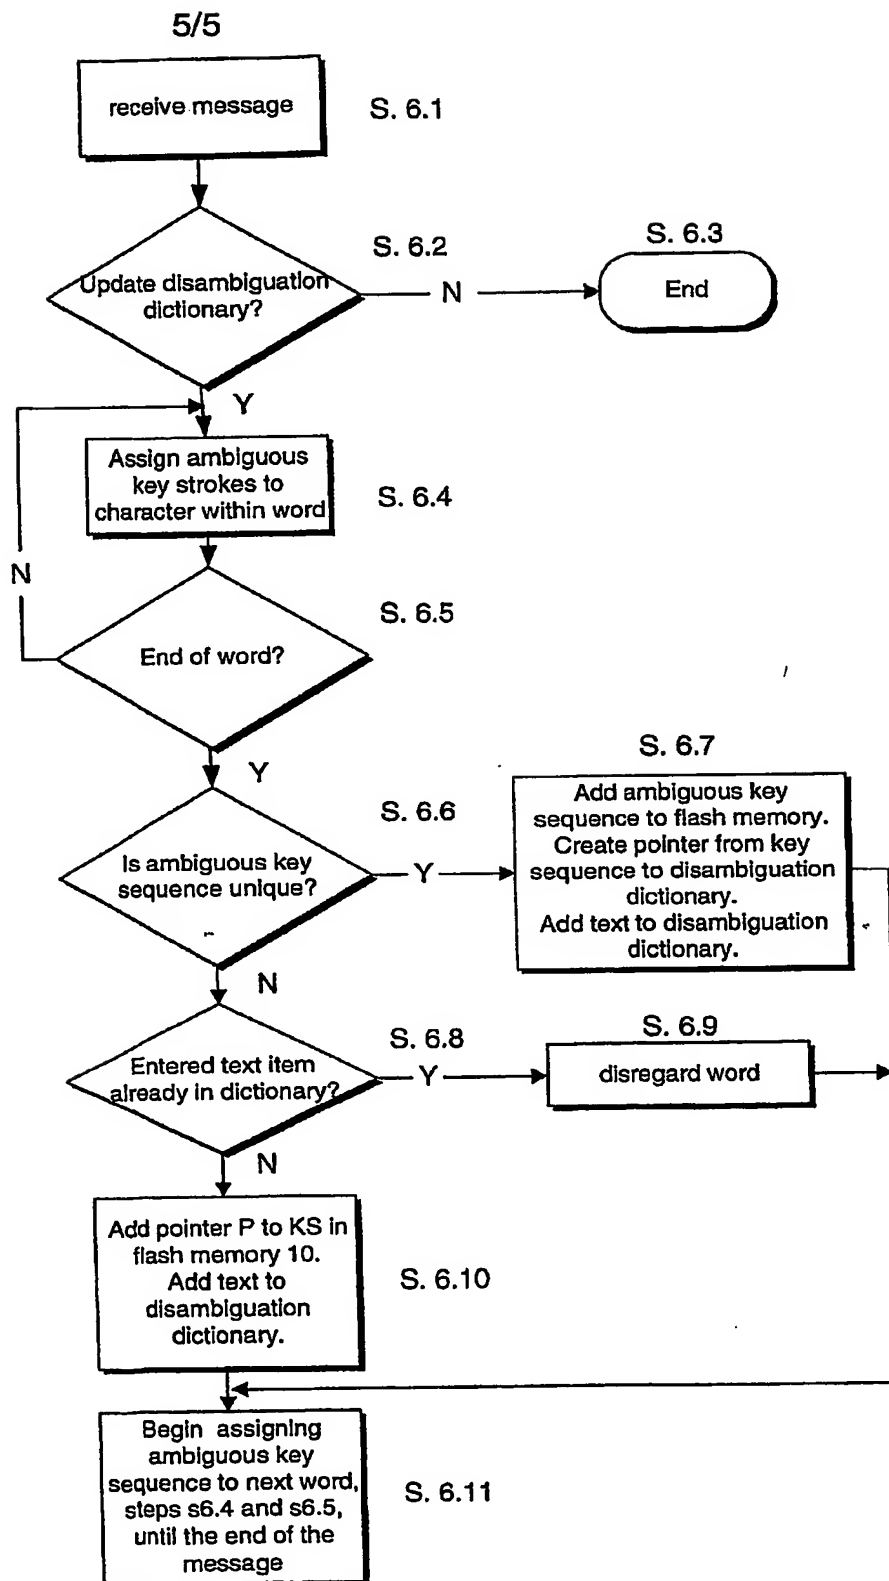 5/5
receive message
S. 6.1
Update disambiguation
dictionary?
S. 6.2
N
S. 6.3
End
Y
Assign ambiguous
key strokes to
character within word
S. 6.4
N
End of word?
S. 6.5
Y
Is ambiguous key
sequence unique?
S. 6.6
Y
S. 6.7
Add ambiguous key
sequence to flash memory.
Create pointer from key
sequence to disambiguation
dictionary.
Add text to disambiguation
dictionary.
N
Entered text item
already in dictionary?
S. 6.8
Y
S. 6.9
disregard word
N
Add pointer P to KS in
flash memory 10.
Add text to
disambiguation
dictionary.
S. 6.10
Begin assigning
ambiguous key
sequence to next word,
steps s6.4 and s6.5,
until the end of the
message
S. 6.11